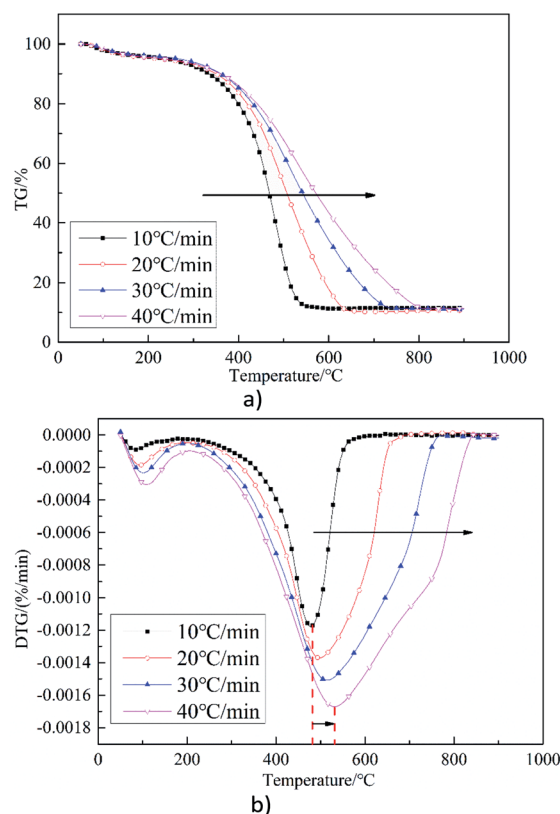 100
80
60
40
20
0
TG/%
10℃/min
20℃/min
30℃/min
40℃/min
0 200 400 600 800 1000
Temperature/℃
a)
0.0000
-0.0002
-0.0004
-0.0006
-0.0008
-0.0010
-0.0012
-0.0014
-0.0016
-0.0018
DTG/(%/min)
10℃/min
20℃/min
30℃/min
40℃/min
0 200 400 600 800 1000
Temperature/℃
b)